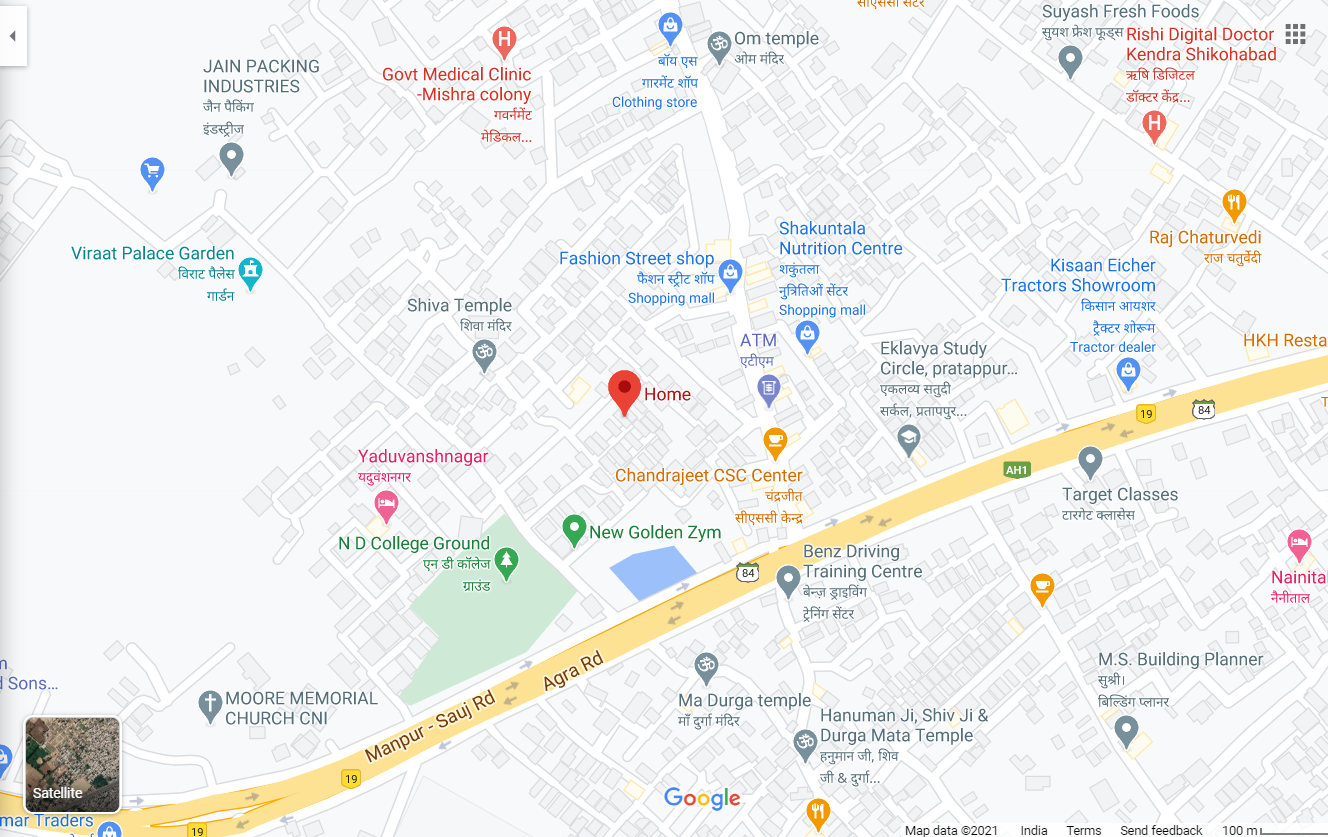 सीएससी सेंटर
Suyash Fresh Foods
सुयश फ्रेश फूड्स
Rishi Digital Doctor
Kendra Shikohabad
ऋषि डिजिटल
डॉक्टर केंद्र...
Om temple
ओम मंदिर
बॉय एस
गारमेंट शॉप
Clothing store
Govt Medical Clinic
-Mishra colony
गवर्नमेंट
मेडिकल...
JAIN PACKING
INDUSTRIES
जैन पैकिंग
इंडस्ट्रीज
Viraat Palace Garden
विराट पैलेस
गार्डन
Shakuntala
Nutrition Centre
शकुंतला
नुत्रितिओं सेंटर
Shopping mall
Fashion Street shop
फैशन स्ट्रीट शॉप
Shopping mall
Raj Chaturvedi
राज चतुर्वेदी
Kisaan Eicher
Tractors Showroom
किसान आयशर
ट्रैक्टर शोरूम
Tractor dealer
Shiva Temple
शिवा मंदिर
ATM
एटीएम
Eklavya Study
Circle, pratappur...
एकलव्य सतुदी
सर्कल, प्रतापपुर...
HKH Resta
Home
19
84
AH1
Yaduvanshnagar
यदुवंशनगर
Chandrajeet CSC Center
चंद्रजीत
सीएससी केन्द्र
Target Classes
टारगेट क्लासेस
New Golden Zym
N D College Ground
एन डी कॉलेज
ग्राउंड
84
Benz Driving
Training Centre
बेन्ज़ ड्राइविंग
ट्रेनिंग सेंटर
Nainita
नैनीताल
M.S. Building Planner
सुश्री।
बिल्डिंग प्लानर
Agra Rd
Manpur - Sauj Rd
Ma Durga temple
माँ दुर्गा मंदिर
Hanuman Ji, Shiv Ji &
Durga Mata Temple
हनुमान जी, शिव
जी & दुर्गा...
MOORE MEMORIAL
CHURCH CNI
m
d Sons...
19
Satellite
Google
mar Traders
19
Map data ©2021 India Terms Send feedback 100 m